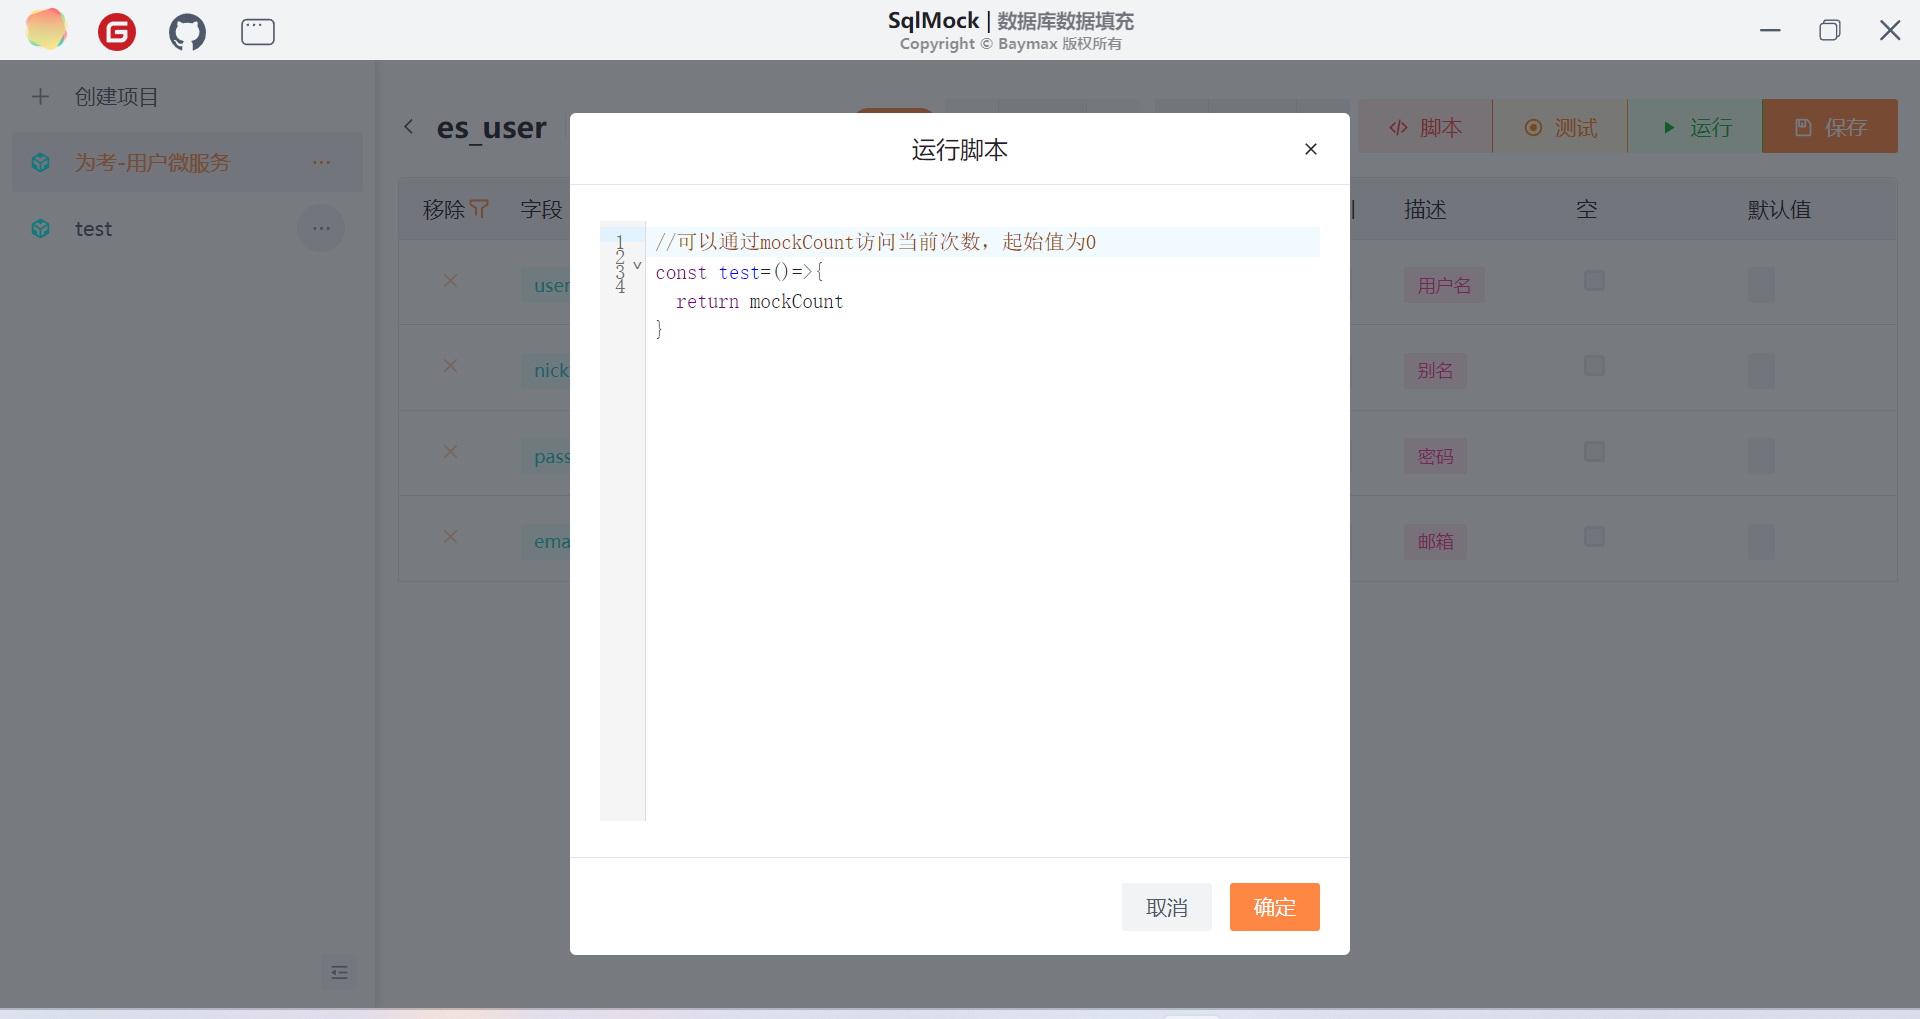 SqlMock | 数据库数据填充
Copyright © Baymax 版权所有
创建项目
为考-用户微服务
test
es_user
脚本
测试
运行
保存
移除
字段
描述
空
默认值
用户名
nick
别名
pass
密码
邮箱
运行脚本
1 //可以通过mockCount访问当前次数，起始值为0
2 const test=()=>{
3 return mockCount
4 }
取消
确定